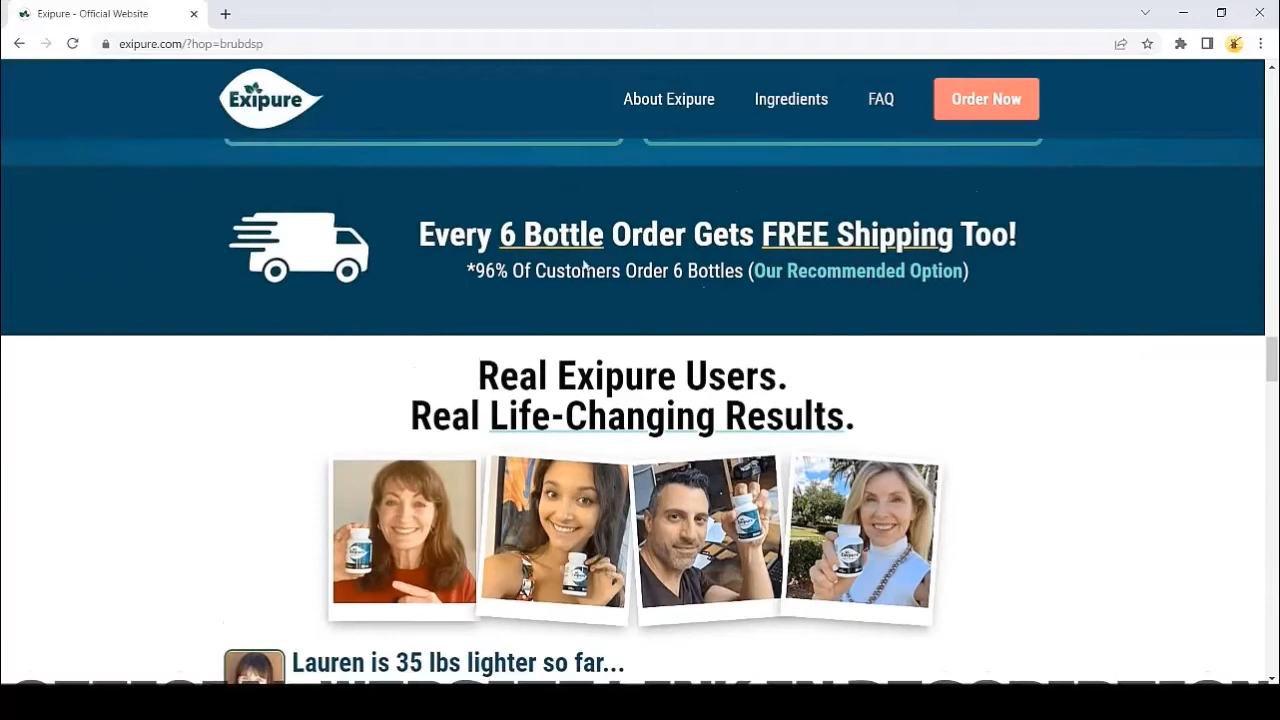 Exipure - Official Website
exipure.com/?hop=brubdsp
Exipure
About Exipure
Ingredients
FAQ
Order Now
Every 6 Bottle Order Gets FREE Shipping Too!
*96% Of Customers Order 6 Bottles (Our Recommended Option)
Real Exipure Users.
Real Life-Changing Results.
Lauren is 35 lbs lighter so far...